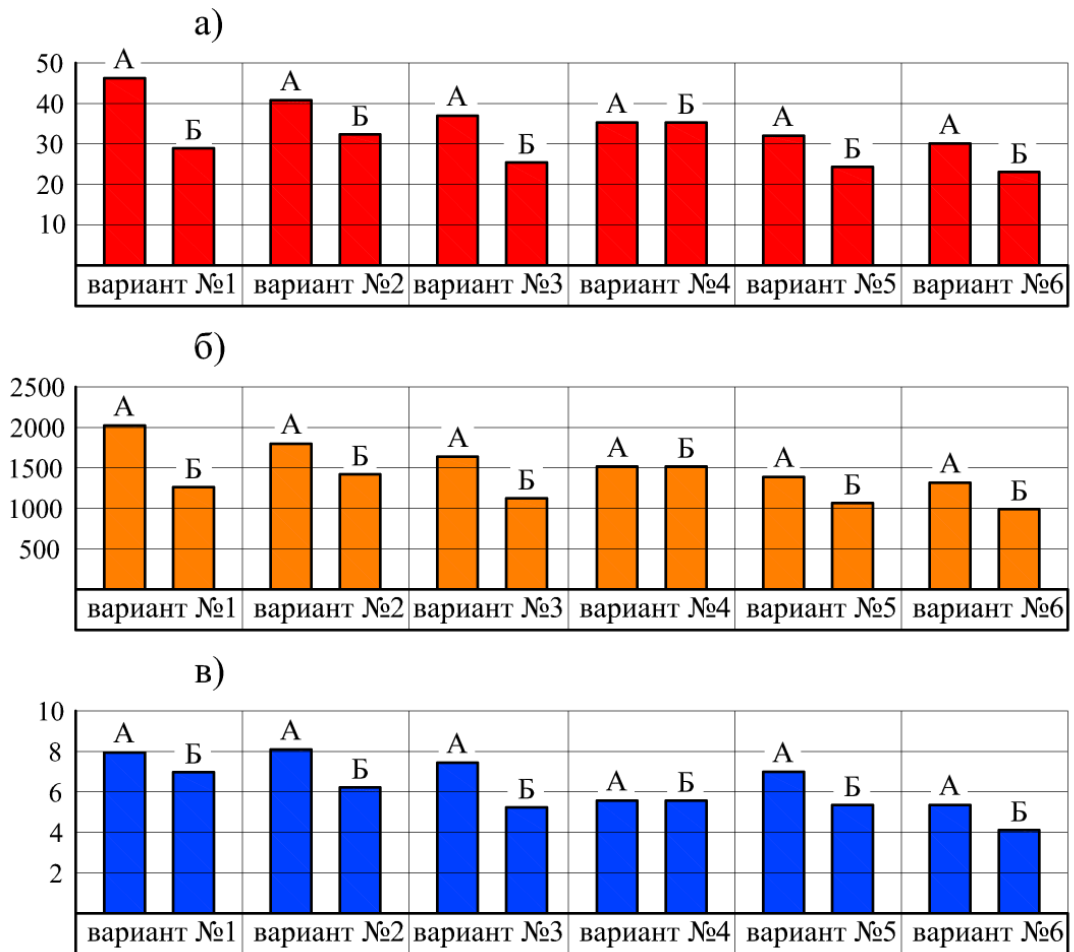 а)
50 А
40 А А А Б А А
30 Б Б Б Б
20
10
вариант №1 вариант №2 вариант №3 вариант №4 вариант №5 вариант №6
б)
2500
2000 А А А
1500 Б Б А Б А А
1000 Б Б
500
вариант №1 вариант №2 вариант №3 вариант №4 вариант №5 вариант №6
в)
10
8 А Б А А А
6 Б Б А Б Б А
4 Б
2
вариант №1 вариант №2 вариант №3 вариант №4 вариант №5 вариант №6